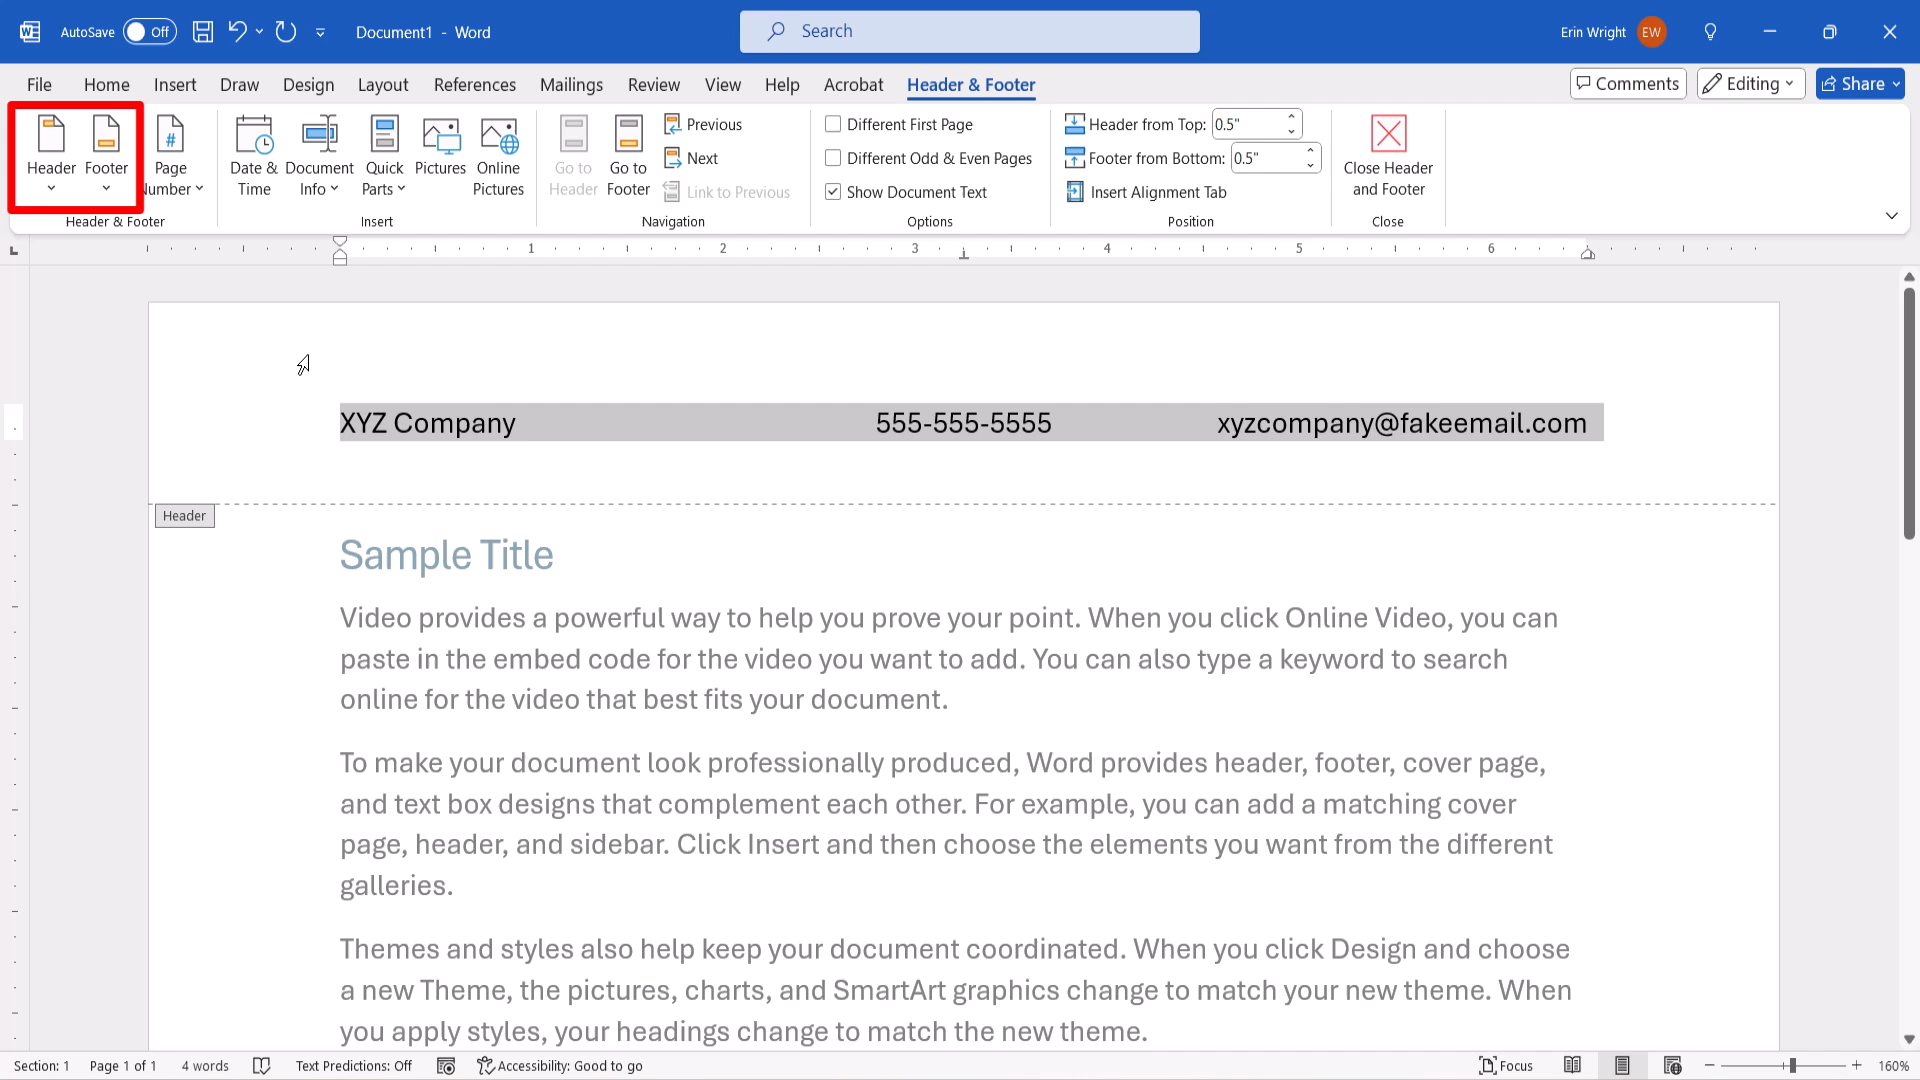 AutoSave Off Document1 - Word Search Erin Wright EW
File Home Insert Draw Design Layout References Mailings Review View Help Acrobat Header & Footer Comments Editing Share
Header Footer Page Number Date & Time Document Info Quick Parts Pictures Online Pictures Go to Header Go to Footer
Previous
Next
Link to Previous
Different First Page
Different Odd & Even Pages
Show Document Text
Header from Top: 0.5"
Footer from Bottom: 0.5"
Insert Alignment Tab
Close Header
and Footer
Header & Footer Insert Navigation Options Position Close
1 2 3 4 5 6
XYZ Company 555-555-5555 xyzcompany@fakeemail.com
Header
Sample Title
Video provides a powerful way to help you prove your point. When you click Online Video, you can
paste in the embed code for the video you want to add. You can also type a keyword to search
online for the video that best fits your document.
To make your document look professionally produced, Word provides header, footer, cover page,
and text box designs that complement each other. For example, you can add a matching cover
page, header, and sidebar. Click Insert and then choose the elements you want from the different
galleries.
Themes and styles also help keep your document coordinated. When you click Design and choose
a new Theme, the pictures, charts, and SmartArt graphics change to match your new theme. When
you apply styles, your headings change to match the new theme.
Section: 1 Page 1 of 1 4 words Text Predictions: Off Accessibility: Good to go Focus 160%